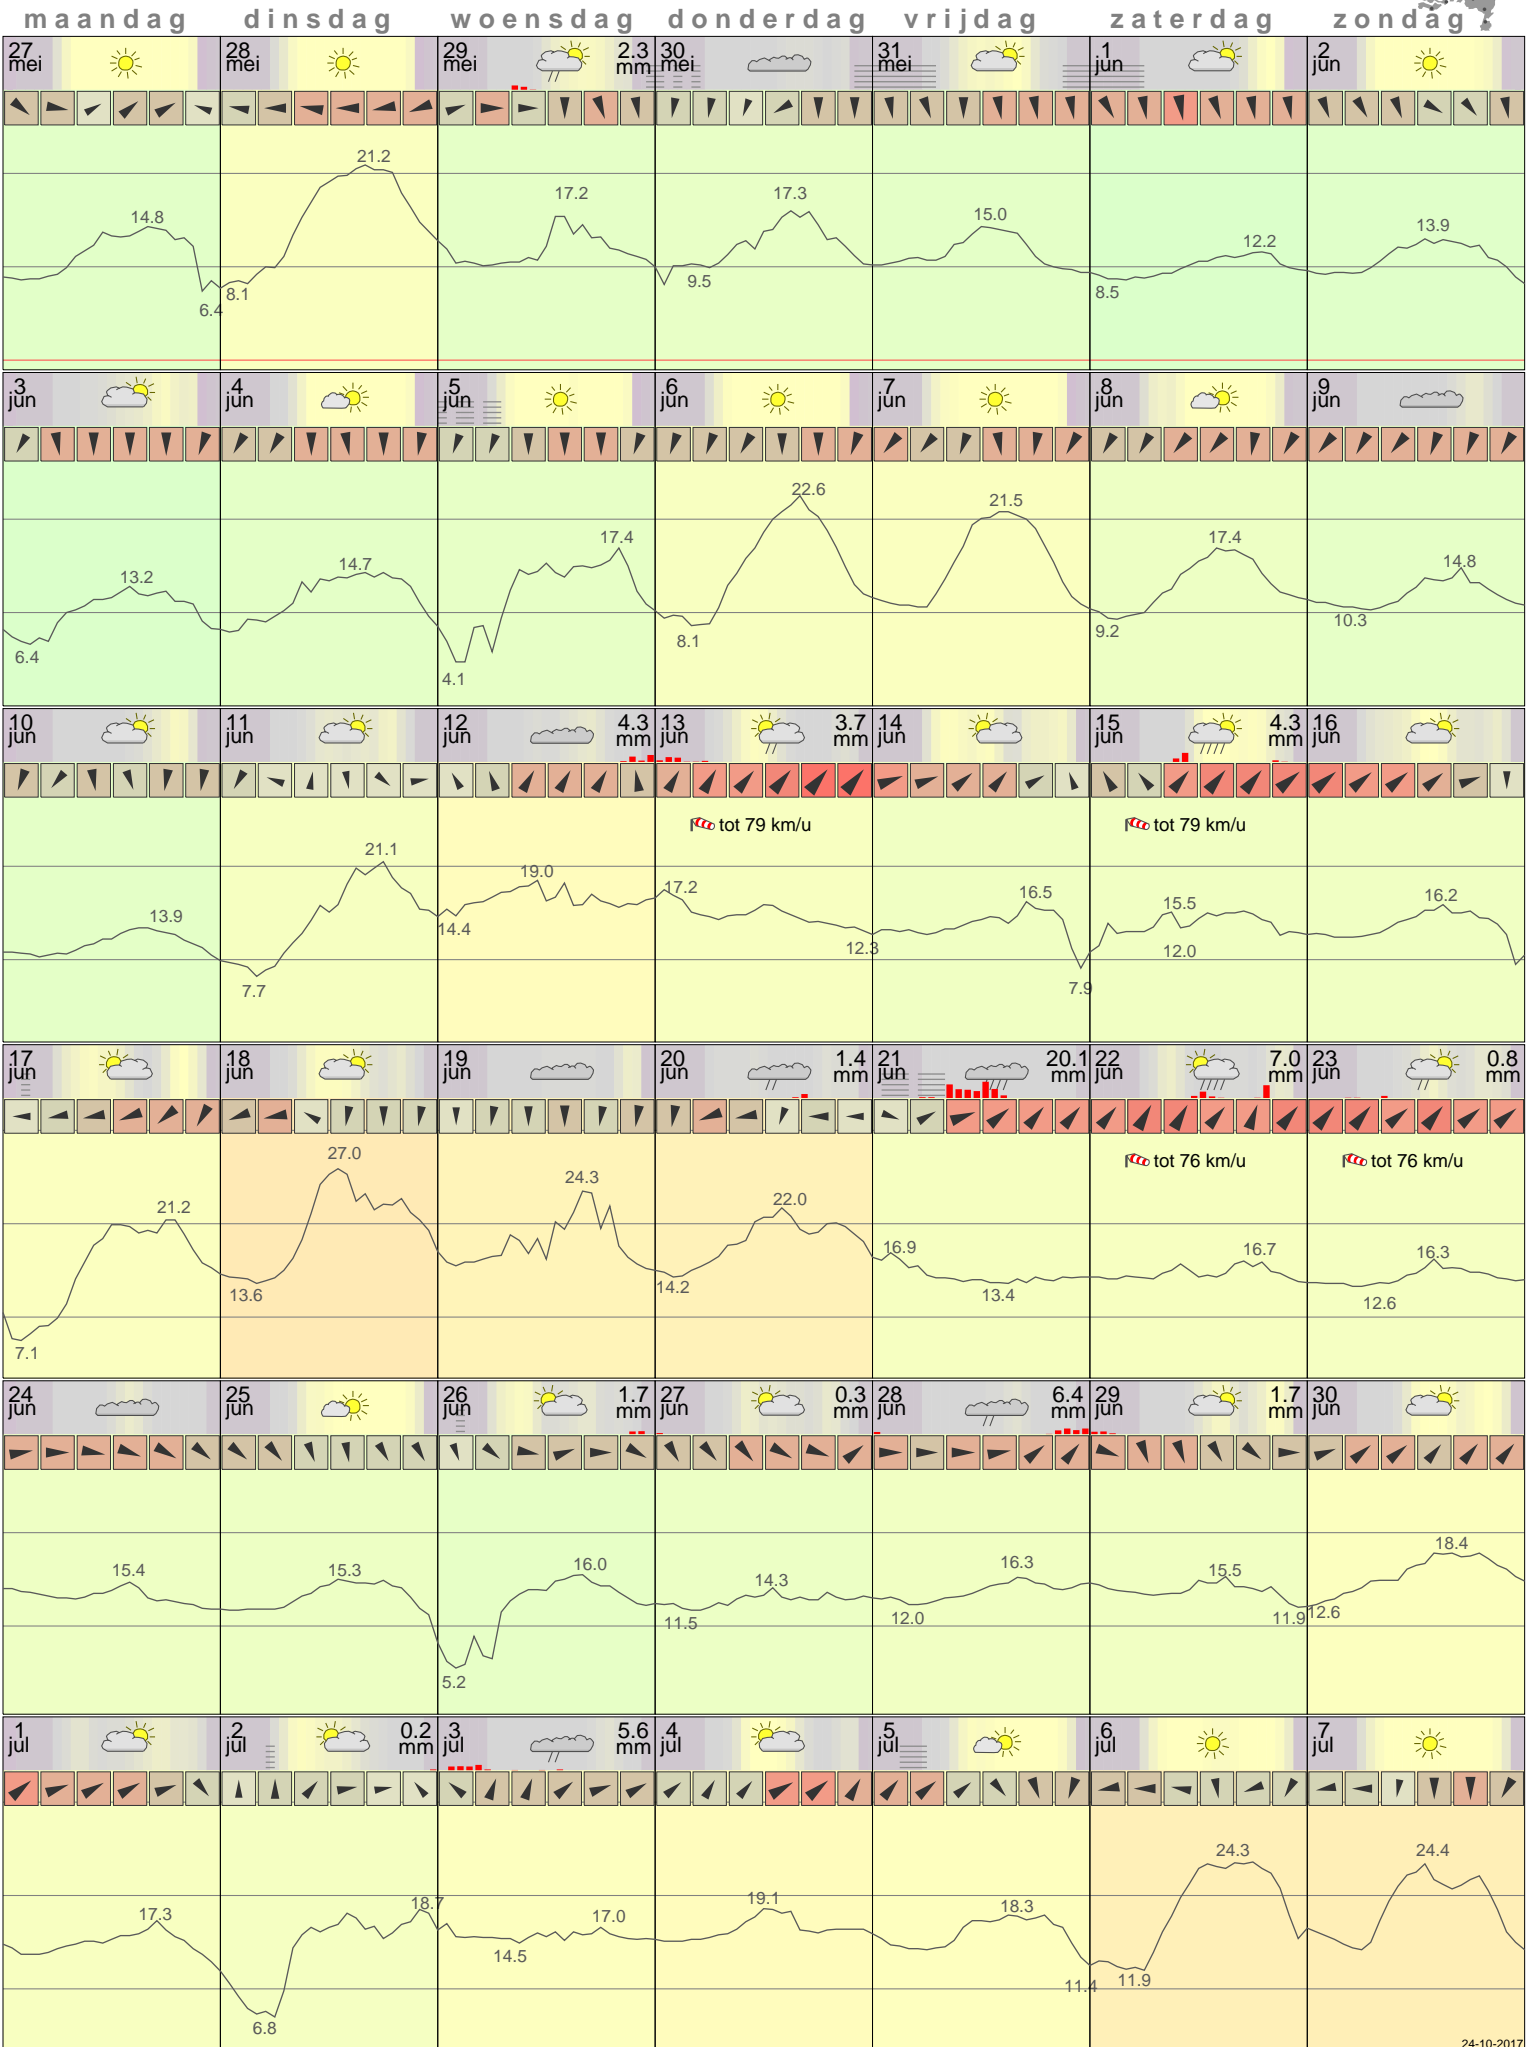 maandag dinsdag woensdag donderdag vrijdag zaterdag zondag
27 mei 28 mei 29 mei 2.3 mm 30 mei 31 mei 1 jun 2 jun
21.2
14.8 17.2 17.3 15.0 12.2 13.9
6.4 8.1 9.5 8.5
3 jun 4 jun 5 jun 6 jun 7 jun 8 jun 9 jun
22.6 21.5
13.2 14.7 17.4 17.4 14.8
6.4 4.1 8.1 9.2 10.3
10 jun 11 jun 12 jun 4.3 mm 13 jun 3.7 mm 14 jun 15 jun 4.3 mm 16 jun
tot 79 km/u tot 79 km/u
13.9 21.1 19.0 17.2 16.5 15.5 16.2
7.7 14.4 12.3 7.9 12.0
17 jun 18 jun 19 jun 20 jun 1.4 mm 21 jun 20.1 mm 22 jun 7.0 mm 23 jun 0.8 mm
tot 76 km/u tot 76 km/u
21.2 27.0 24.3 22.0 16.9 16.7 16.3
7.1 13.6 14.2 13.4 12.6
24 jun 25 jun 26 jun 1.7 mm 27 jun 0.3 mm 28 jun 6.4 mm 29 jun 1.7 mm 30 jun
15.4 15.3 16.0 14.3 16.3 15.5 18.4
5.2 11.5 12.0 11.9 12.6
1 jul 2 jul 0.2 mm 3 jul 5.6 mm 4 jul 5 jul 6 jul 7 jul
17.3 18.7 17.0 19.1 18.3 24.3 24.4
6.8 14.5 11.4 11.9
24-10-2017